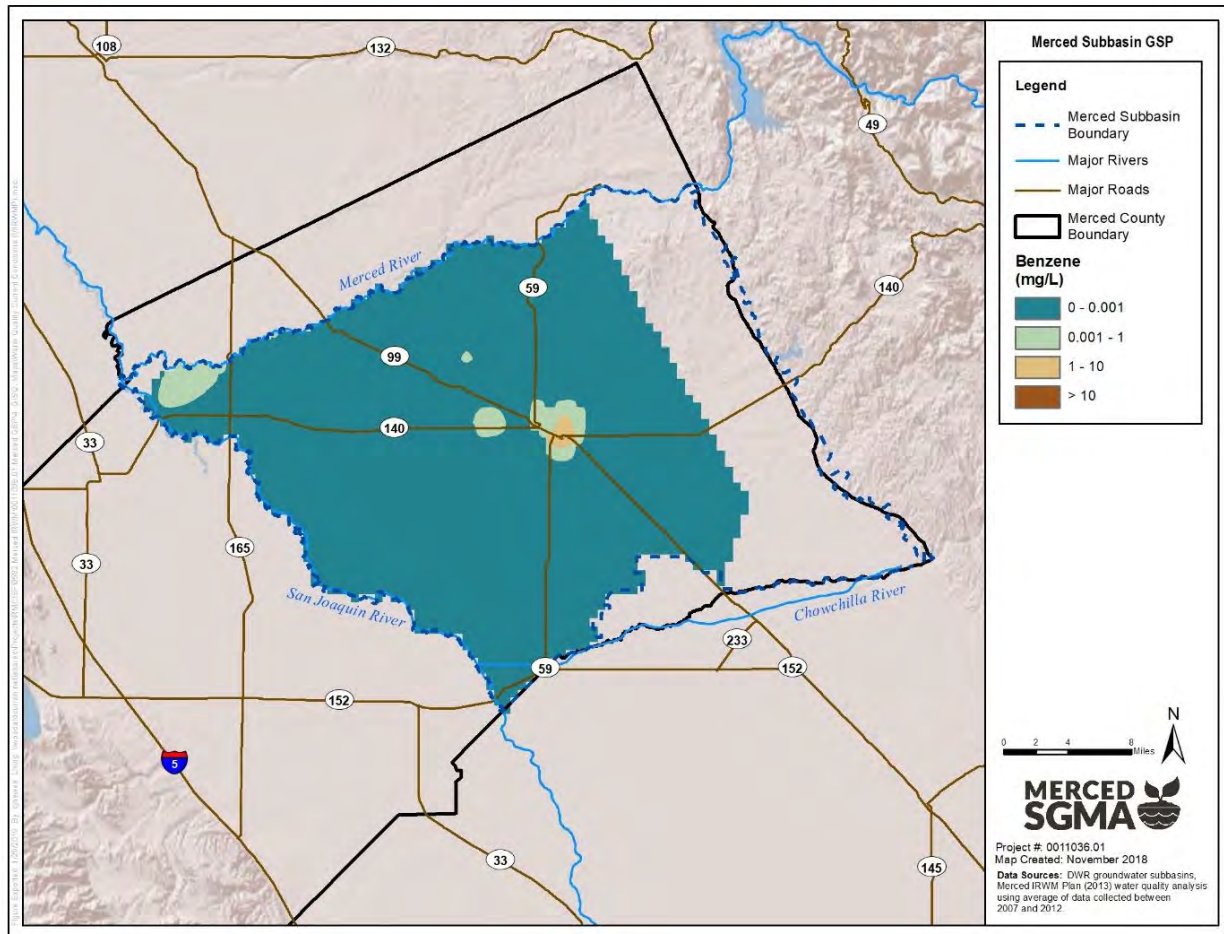 Merced Subbasin GSP
Legend
Merced Subbasin
Boundary
Major Rivers
Major Roads
Merced County
Boundary
Benzene
(mg/L)
0 - 0.001
0.001 - 1
1 - 10
> 10
108
132
49
Merced River
59
140
99
140
33
33
165
San Joaquin River
Chowchilla River
233
59
152
152
5
33
145
N
0 2 4 8 Miles
MERCED
SGMA
Project #: 0011036.01
Map Created: November 2018
Data Sources: DWR groundwater subbasins,
Merced IRWM Plan (2013) water quality analysis
using average of data collected between
2007 and 2012.